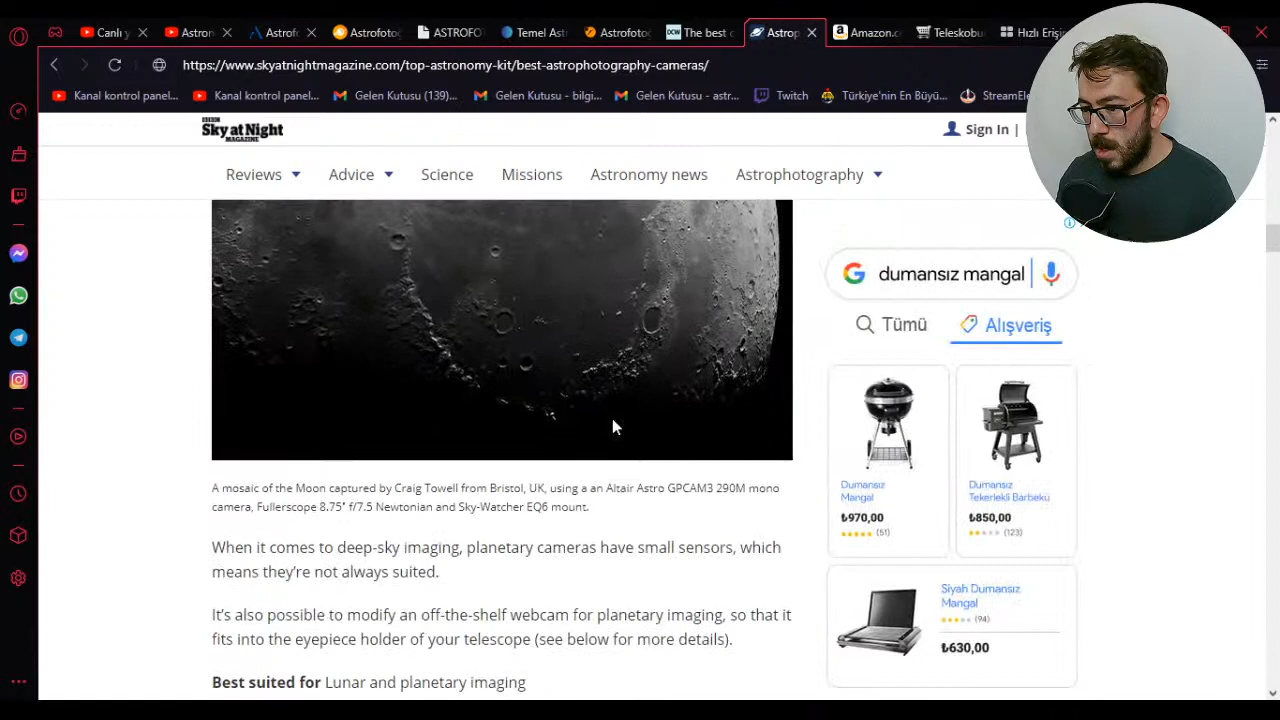 Canlı y
Astron
Astrofo
Astrofotog
ASTROFO
Temel Astr
Astrofotog
DCW
The best c
Astrop
Amazon.c
Teleskobu
Hızlı Erişim
https://www.skyatnightmagazine.com/top-astronomy-kit/best-astrophotography-cameras/
Kanal kontrol panel...
Kanal kontrol panel...
Gelen Kutusu (139)...
Gelen Kutusu - bilgi...
Gelen Kutusu - astr...
Twitch
Türkiye'nin En Büyü...
StreamEle
BBC
Sky at Night
MAGAZINE
Sign In |
Reviews
Advice
Science
Missions
Astronomy news
Astrophotography
A mosaic of the Moon captured by Craig Towell from Bristol, UK, using a an Altair Astro GPCAM3 290M mono
camera, Fullerscope 8.75" f/7.5 Newtonian and Sky-Watcher EQ6 mount.
When it comes to deep-sky imaging, planetary cameras have small sensors, which
means they're not always suited.
It's also possible to modify an off-the-shelf webcam for planetary imaging, so that it
fits into the eyepiece holder of your telescope (see below for more details).
Best suited for Lunar and planetary imaging
dumansız mangal
Tümü
Alışveriş
Dumansız
Mangal
₺970,00
(51)
Dumansız
Tekerlekli Barbekü
₺850,00
(123)
Siyah Dumansız
Mangal
(94)
₺630,00